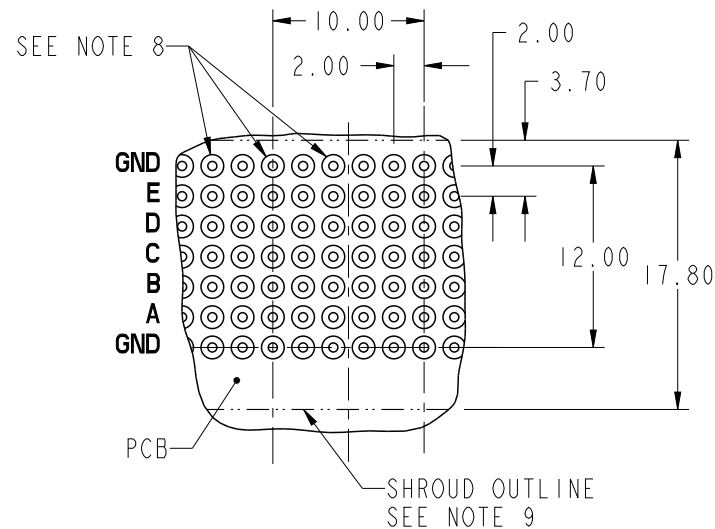 10.00
SEE NOTE 8
2.00
2.00
3.70
GND
E
D
C
B
A
GND
12.00
17.80
PCB
SHROUD OUTLINE
SEE NOTE 9